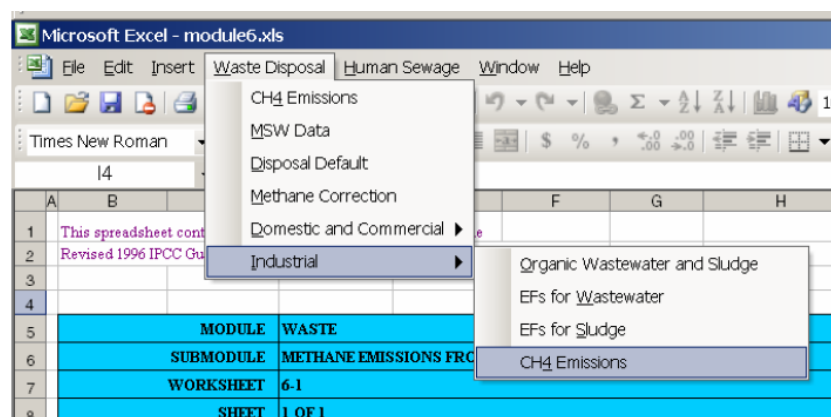 Microsoft Excel - module6.xls
File Edit Insert Waste Disposal Human Sewage Window Help
CH4 Emissions
MSW Data
Times New Roman
$ %
Disposal Default
I4
Methane Correction
A B F G H
Domestic and Commercial
1 This spreadsheet cont e
Industrial
2 Revised 1996 IPCC Gu
Organic Wastewater and Sludge
3
EFs for Wastewater
4
EFs for Sludge
5 MODULE WASTE
CH4 Emissions
6 SUBMODULE METHANE EMISSIONS FRO
7 WORKSHEET 6-1
8 SHEET 1 OF 1